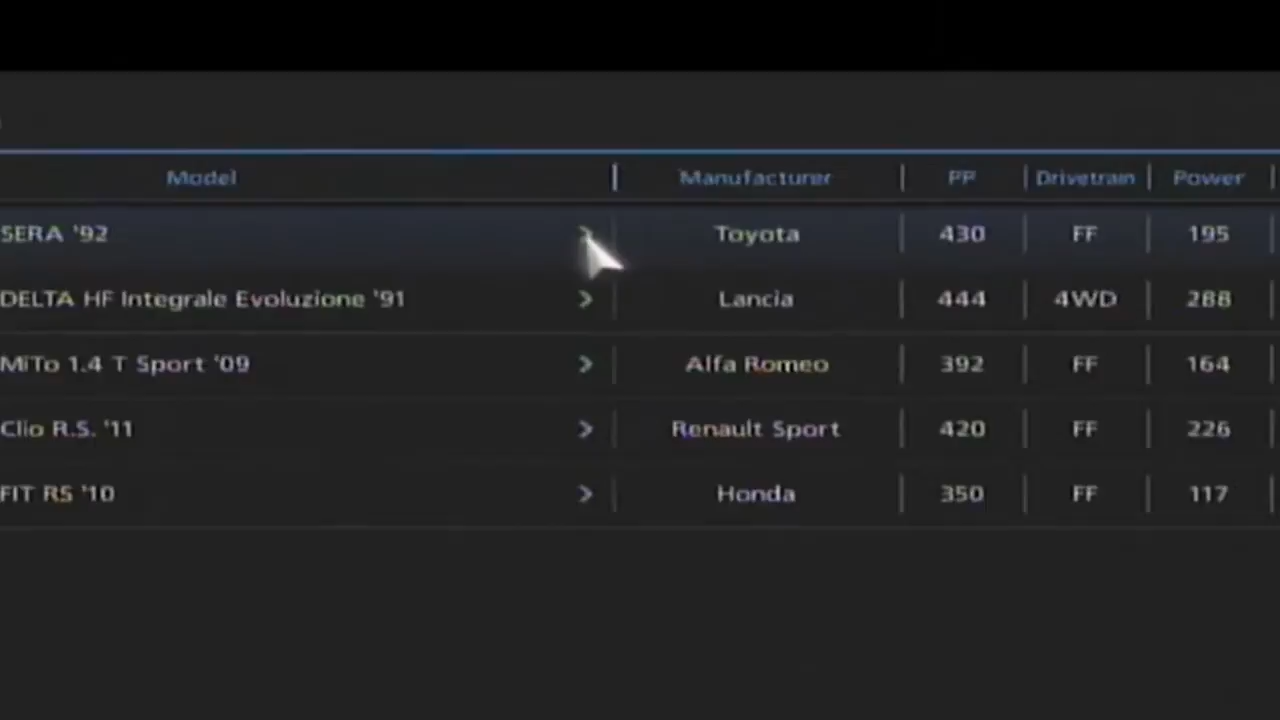 Model Manufacturer PP Drivetrain Power
SERA '92 > Toyota 430 FF 195
DELTA HF Integrale Evoluzione '91 > Lancia 444 4WD 288
MiTo 1.4 T Sport '09 > Alfa Romeo 392 FF 164
Clio R.S. '11 > Renault Sport 420 FF 226
FIT RS '10 > Honda 350 FF 117